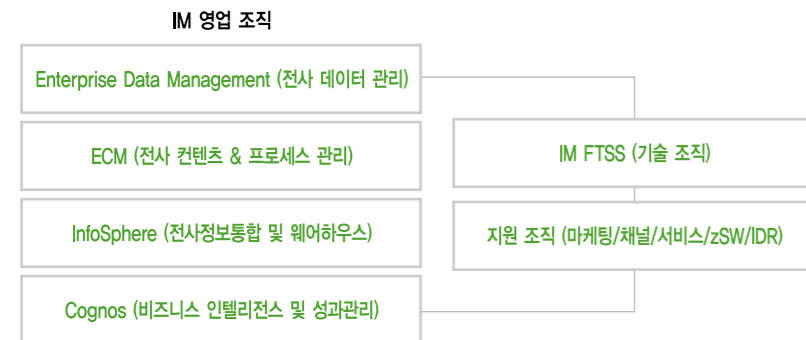 IM 영업 조직
Enterprise Data Management (전사 데이터 관리)
ECM (전사 컨텐츠 & 프로세스 관리)
InfoSphere (전사정보통합 및 웨어하우스)
Cognos (비즈니스 인텔리전스 및 성과관리)
IM FTSS (기술 조직)
지원 조직 (마케팅/채널/서비스/zSW/IDR)